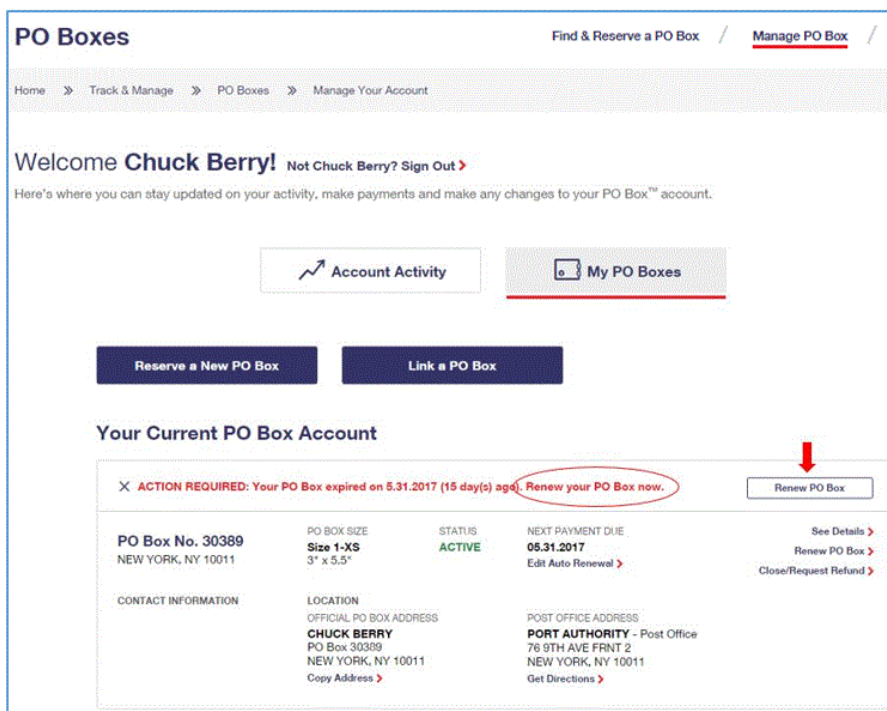 PO Boxes
Find & Reserve a PO Box / Manage PO Box /
Home » Track & Manage » PO Boxes » Manage Your Account
Welcome Chuck Berry! Not Chuck Berry? Sign Out >
Here's where you can stay updated on your activity, make payments and make any changes to your PO Box™ account.
Account Activity
My PO Boxes
Reserve a New PO Box
Link a PO Box
Your Current PO Box Account
X ACTION REQUIRED: Your PO Box expired on 5.31.2017 (15 day(s) ago). Renew your PO Box now.
Renew PO Box
PO Box No. 30389
NEW YORK, NY 10011
PO BOX SIZE
Size 1-XS
3" x 5.5"
STATUS
ACTIVE
NEXT PAYMENT DUE
05.31.2017
Edit Auto Renewal >
See Details >
Renew PO Box >
Close/Request Refund >
CONTACT INFORMATION
LOCATION
OFFICIAL PO BOX ADDRESS
CHUCK BERRY
PO Box 30389
NEW YORK, NY 10011
Copy Address >
POST OFFICE ADDRESS
PORT AUTHORITY - Post Office
76 9TH AVE FRNT 2
NEW YORK, NY 10011
Get Directions >